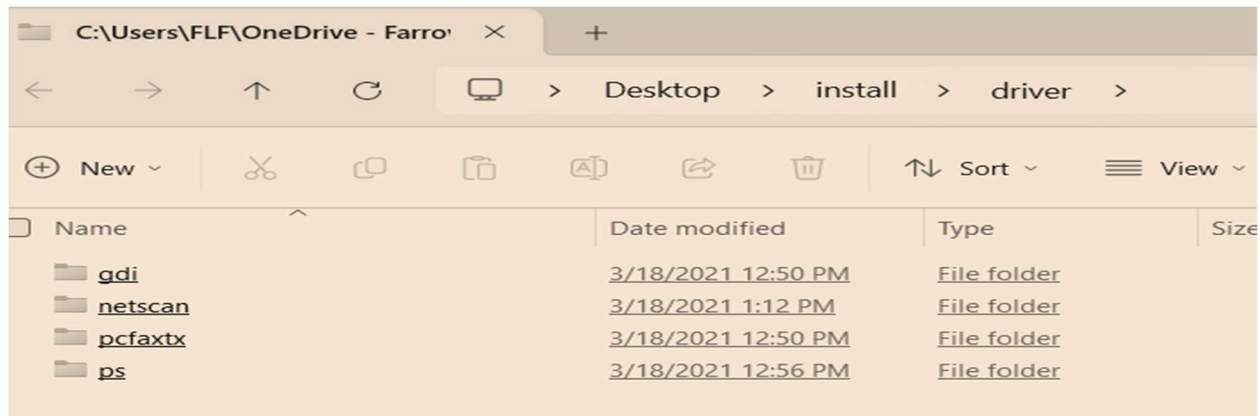 C:\Users\FLF\OneDrive - Farro
Desktop > install > driver >
New Sort View
Name Date modified Type Size
gdi 3/18/2021 12:50 PM File folder
netscan 3/18/2021 1:12 PM File folder
pcfaxtx 3/18/2021 12:50 PM File folder
ps 3/18/2021 12:56 PM File folder